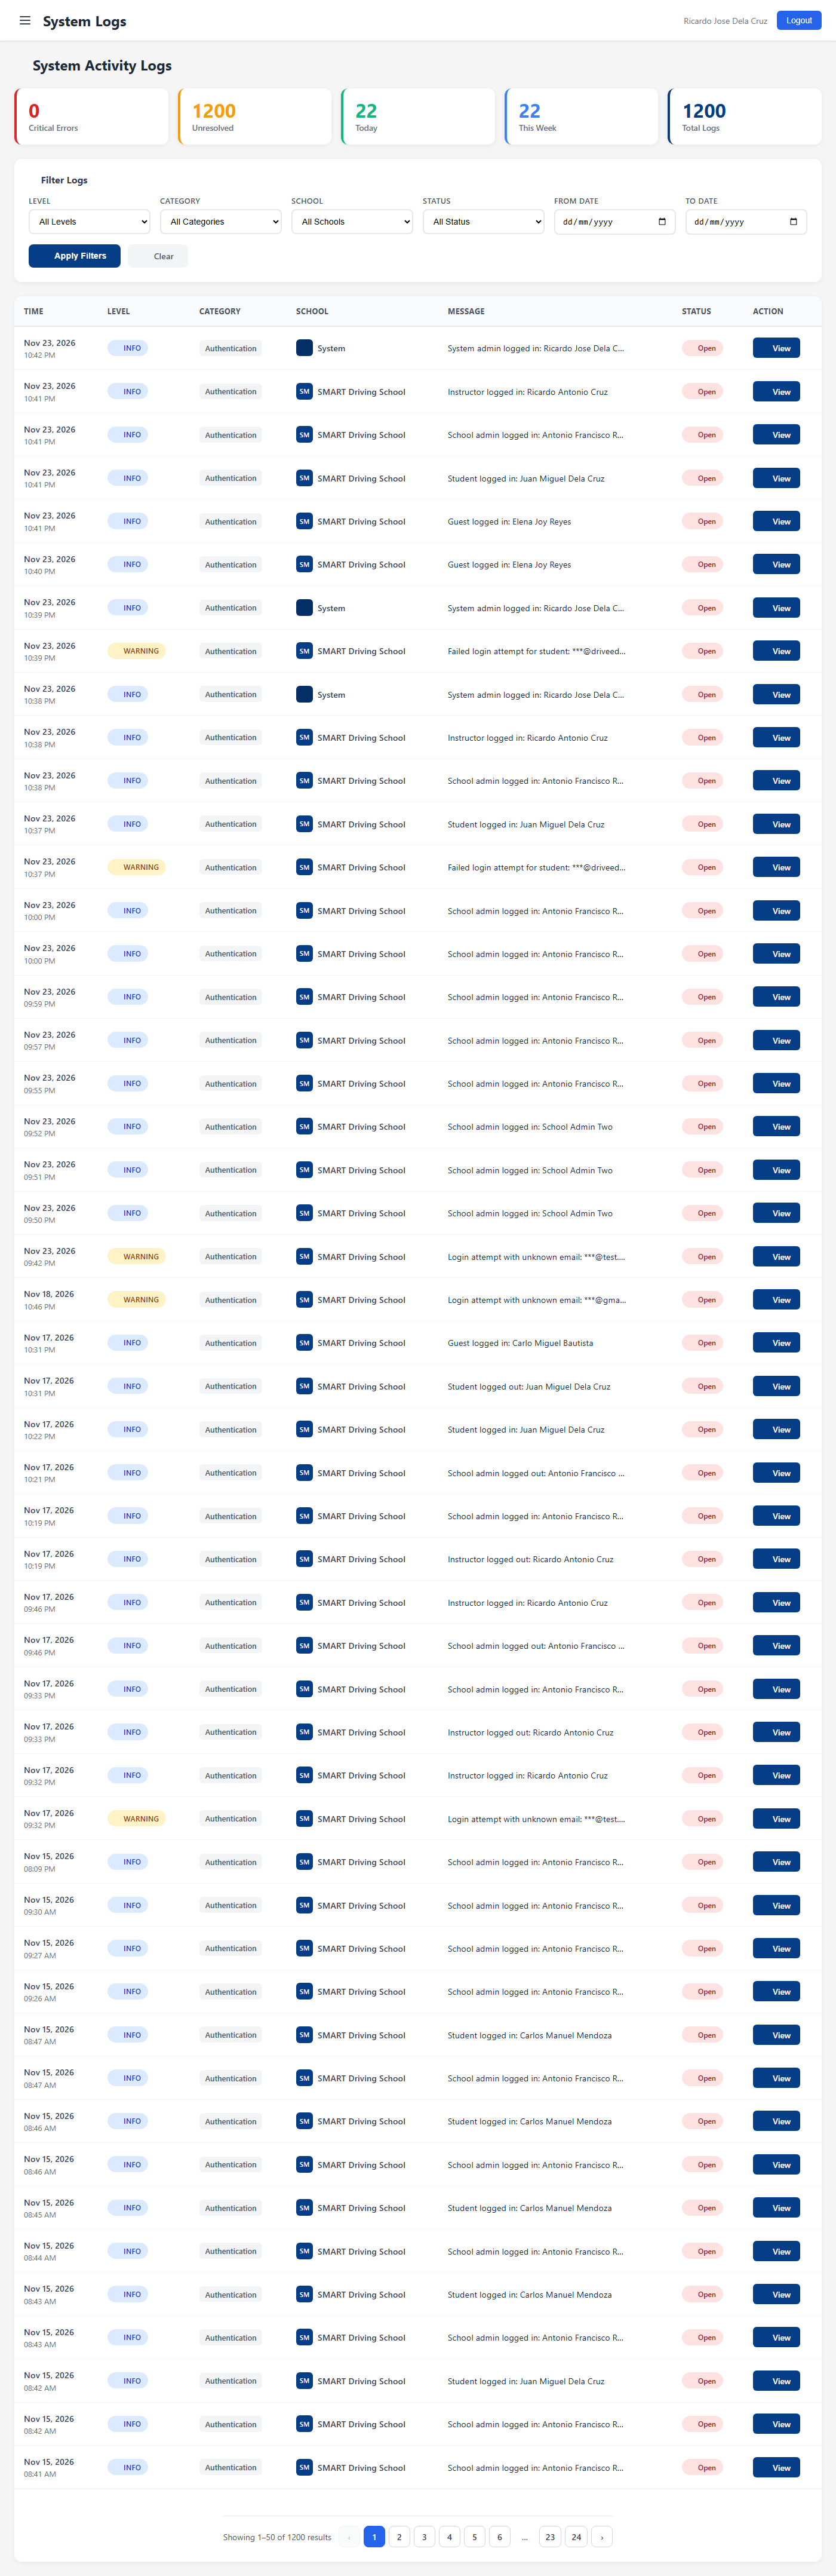 System Logs
Ricardo Jose Dela Cruz
Logout
System Activity Logs
0
Critical Errors
1200
Unresolved
22
Today
22
This Week
1200
Total Logs
Filter Logs
LEVEL CATEGORY SCHOOL STATUS FROM DATE TO DATE
All Levels All Categories All Schools All Status dd/mm/yyyy dd/mm/yyyy
Apply Filters Clear
TIME LEVEL CATEGORY SCHOOL MESSAGE STATUS ACTION
Nov 23, 2026
10:42 PM INFO Authentication System System admin logged in: Ricardo Jose Dela C... Open View
Nov 23, 2026
10:41 PM INFO Authentication SM SMART Driving School Instructor logged in: Ricardo Antonio Cruz Open View
Nov 23, 2026
10:41 PM INFO Authentication SM SMART Driving School School admin logged in: Antonio Francisco R... Open View
Nov 23, 2026
10:41 PM INFO Authentication SM SMART Driving School Student logged in: Juan Miguel Dela Cruz Open View
Nov 23, 2026
10:41 PM INFO Authentication SM SMART Driving School Guest logged in: Elena Joy Reyes Open View
Nov 23, 2026
10:40 PM INFO Authentication SM SMART Driving School Guest logged in: Elena Joy Reyes Open View
Nov 23, 2026
10:39 PM INFO Authentication System System admin logged in: Ricardo Jose Dela C... Open View
Nov 23, 2026
10:39 PM WARNING Authentication SM SMART Driving School Failed login attempt for student: ***@driveed... Open View
Nov 23, 2026
10:38 PM INFO Authentication System System admin logged in: Ricardo Jose Dela C... Open View
Nov 23, 2026
10:38 PM INFO Authentication SM SMART Driving School Instructor logged in: Ricardo Antonio Cruz Open View
Nov 23, 2026
10:38 PM INFO Authentication SM SMART Driving School School admin logged in: Antonio Francisco R... Open View
Nov 23, 2026
10:37 PM INFO Authentication SM SMART Driving School Student logged in: Juan Miguel Dela Cruz Open View
Nov 23, 2026
10:37 PM WARNING Authentication SM SMART Driving School Failed login attempt for student: ***@driveed... Open View
Nov 23, 2026
10:00 PM INFO Authentication SM SMART Driving School School admin logged in: Antonio Francisco R... Open View
Nov 23, 2026
10:00 PM INFO Authentication SM SMART Driving School School admin logged in: Antonio Francisco R... Open View
Nov 23, 2026
09:59 PM INFO Authentication SM SMART Driving School School admin logged in: Antonio Francisco R... Open View
Nov 23, 2026
09:57 PM INFO Authentication SM SMART Driving School School admin logged in: Antonio Francisco R... Open View
Nov 23, 2026
09:55 PM INFO Authentication SM SMART Driving School School admin logged in: Antonio Francisco R... Open View
Nov 23, 2026
09:52 PM INFO Authentication SM SMART Driving School School admin logged in: School Admin Two Open View
Nov 23, 2026
09:51 PM INFO Authentication SM SMART Driving School School admin logged in: School Admin Two Open View
Nov 23, 2026
09:50 PM INFO Authentication SM SMART Driving School School admin logged in: School Admin Two Open View
Nov 23, 2026
09:42 PM WARNING Authentication SM SMART Driving School Login attempt with unknown email: ***@test.... Open View
Nov 18, 2026
10:46 PM WARNING Authentication SM SMART Driving School Login attempt with unknown email: ***@gma... Open View
Nov 17, 2026
10:31 PM INFO Authentication SM SMART Driving School Guest logged in: Carlo Miguel Bautista Open View
Nov 17, 2026
10:31 PM INFO Authentication SM SMART Driving School Student logged out: Juan Miguel Dela Cruz Open View
Nov 17, 2026
10:22 PM INFO Authentication SM SMART Driving School Student logged in: Juan Miguel Dela Cruz Open View
Nov 17, 2026
10:21 PM INFO Authentication SM SMART Driving School School admin logged out: Antonio Francisco ... Open View
Nov 17, 2026
10:19 PM INFO Authentication SM SMART Driving School School admin logged in: Antonio Francisco R... Open View
Nov 17, 2026
10:19 PM INFO Authentication SM SMART Driving School Instructor logged out: Ricardo Antonio Cruz Open View
Nov 17, 2026
09:46 PM INFO Authentication SM SMART Driving School Instructor logged in: Ricardo Antonio Cruz Open View
Nov 17, 2026
09:46 PM INFO Authentication SM SMART Driving School School admin logged out: Antonio Francisco ... Open View
Nov 17, 2026
09:33 PM INFO Authentication SM SMART Driving School School admin logged in: Antonio Francisco R... Open View
Nov 17, 2026
09:33 PM INFO Authentication SM SMART Driving School Instructor logged out: Ricardo Antonio Cruz Open View
Nov 17, 2026
09:32 PM INFO Authentication SM SMART Driving School Instructor logged in: Ricardo Antonio Cruz Open View
Nov 17, 2026
09:32 PM WARNING Authentication SM SMART Driving School Login attempt with unknown email: ***@test.... Open View
Nov 15, 2026
08:09 PM INFO Authentication SM SMART Driving School School admin logged in: Antonio Francisco R... Open View
Nov 15, 2026
09:30 AM INFO Authentication SM SMART Driving School School admin logged in: Antonio Francisco R... Open View
Nov 15, 2026
09:27 AM INFO Authentication SM SMART Driving School School admin logged in: Antonio Francisco R... Open View
Nov 15, 2026
09:26 AM INFO Authentication SM SMART Driving School School admin logged in: Antonio Francisco R... Open View
Nov 15, 2026
08:47 AM INFO Authentication SM SMART Driving School Student logged in: Carlos Manuel Mendoza Open View
Nov 15, 2026
08:47 AM INFO Authentication SM SMART Driving School School admin logged in: Antonio Francisco R... Open View
Nov 15, 2026
08:46 AM INFO Authentication SM SMART Driving School Student logged in: Carlos Manuel Mendoza Open View
Nov 15, 2026
08:46 AM INFO Authentication SM SMART Driving School School admin logged in: Antonio Francisco R... Open View
Nov 15, 2026
08:45 AM INFO Authentication SM SMART Driving School Student logged in: Carlos Manuel Mendoza Open View
Nov 15, 2026
08:44 AM INFO Authentication SM SMART Driving School School admin logged in: Antonio Francisco R... Open View
Nov 15, 2026
08:43 AM INFO Authentication SM SMART Driving School Student logged in: Carlos Manuel Mendoza Open View
Nov 15, 2026
08:43 AM INFO Authentication SM SMART Driving School School admin logged in: Antonio Francisco R... Open View
Nov 15, 2026
08:42 AM INFO Authentication SM SMART Driving School Student logged in: Juan Miguel Dela Cruz Open View
Nov 15, 2026
08:42 AM INFO Authentication SM SMART Driving School School admin logged in: Antonio Francisco R... Open View
Nov 15, 2026
08:41 AM INFO Authentication SM SMART Driving School School admin logged in: Antonio Francisco R... Open View
Showing 1–50 of 1200 results ‹ 1 2 3 4 5 6 ... 23 24 ›